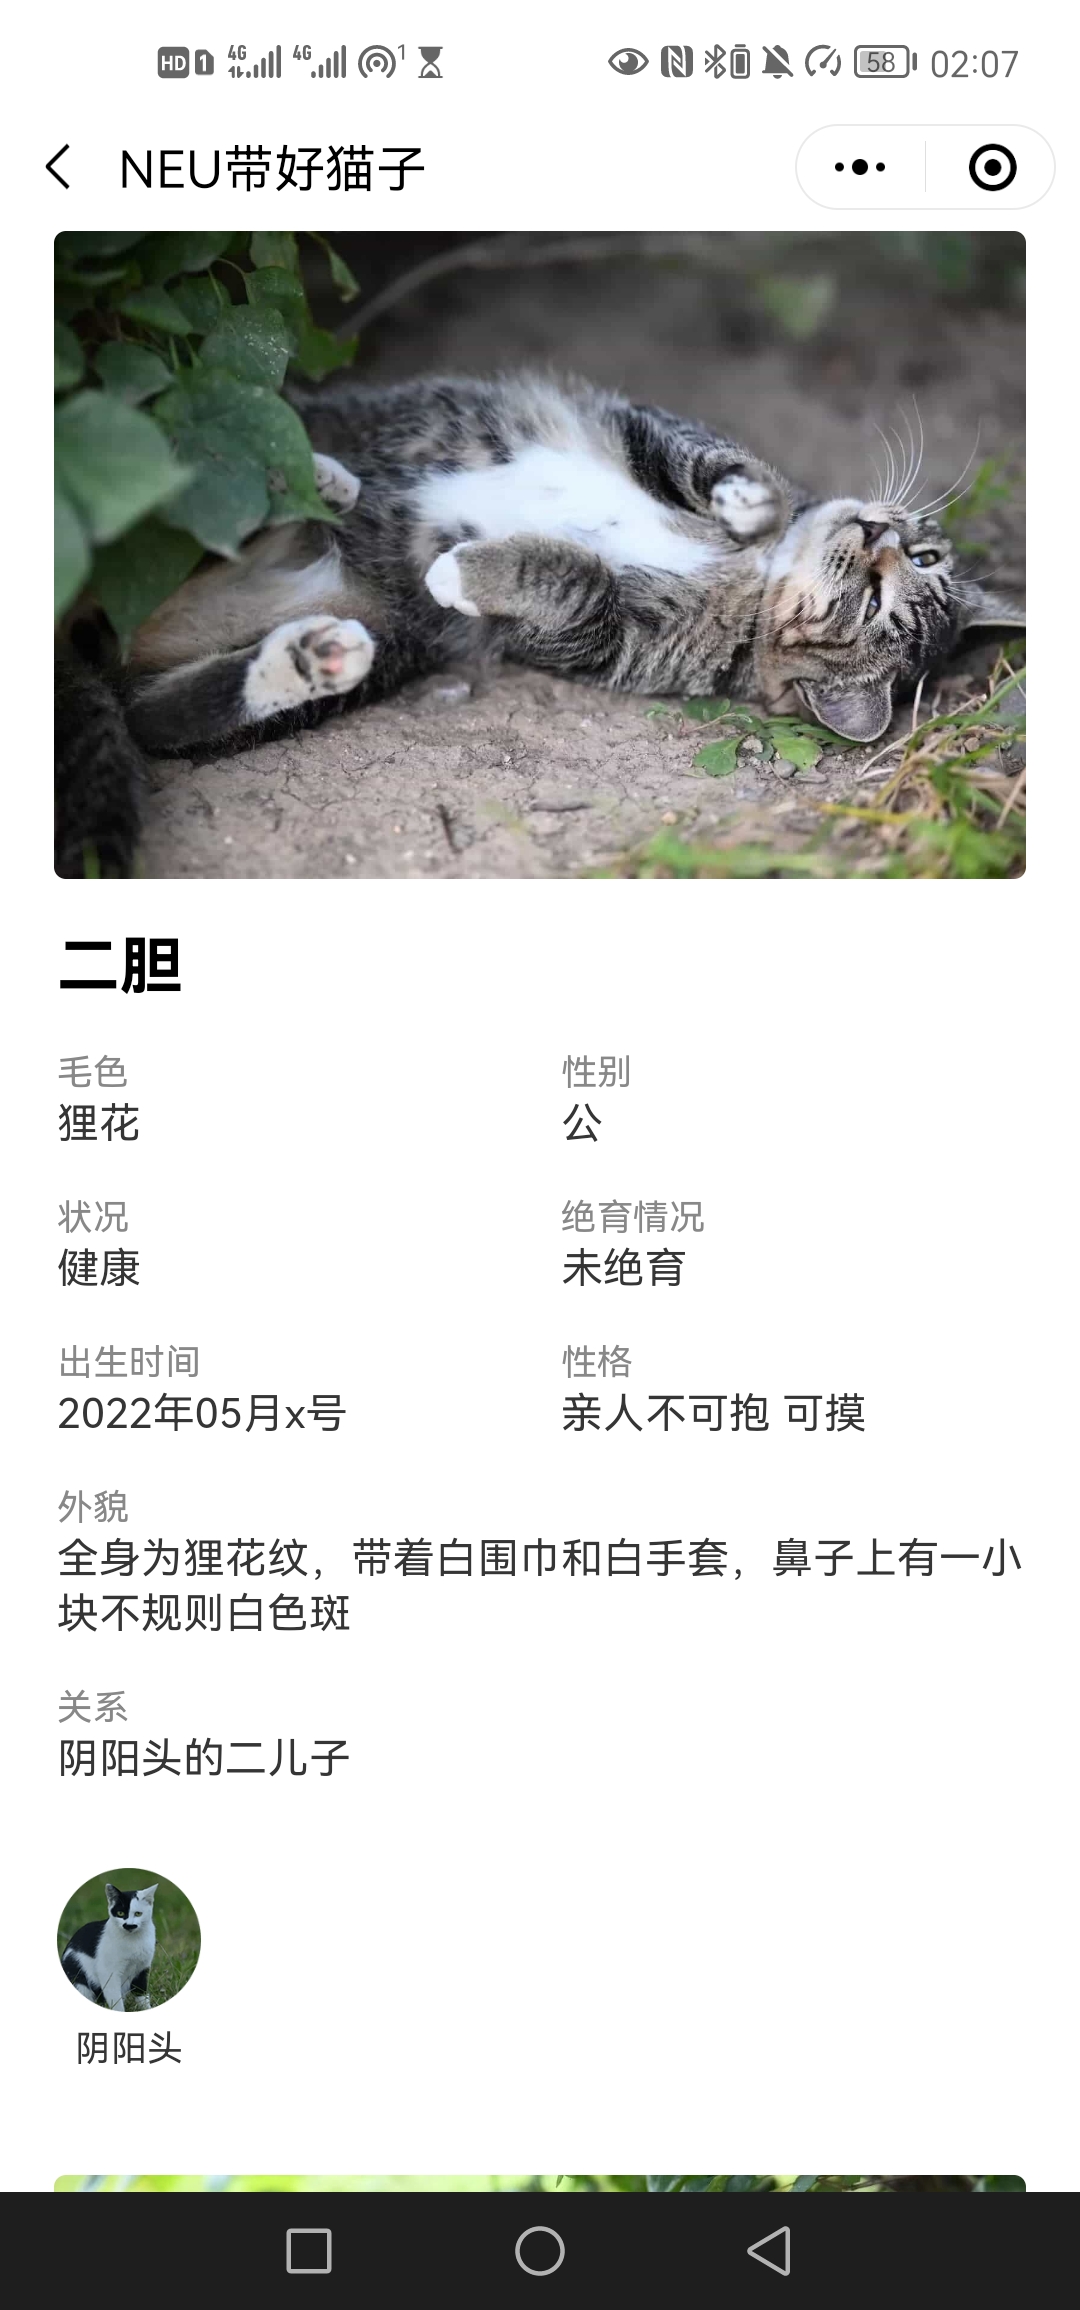 HD 1 4G 4G 1 58 02:07
NEU带好猫子
二胆
毛色 性别
狸花 公
状况 绝育情况
健康 未绝育
出生时间 性格
2022年05月x号 亲人不可抱 可摸
外貌
全身为狸花纹，带着白围巾和白手套，鼻子上有一小
块不规则白色斑
关系
阴阳头的二儿子
阴阳头